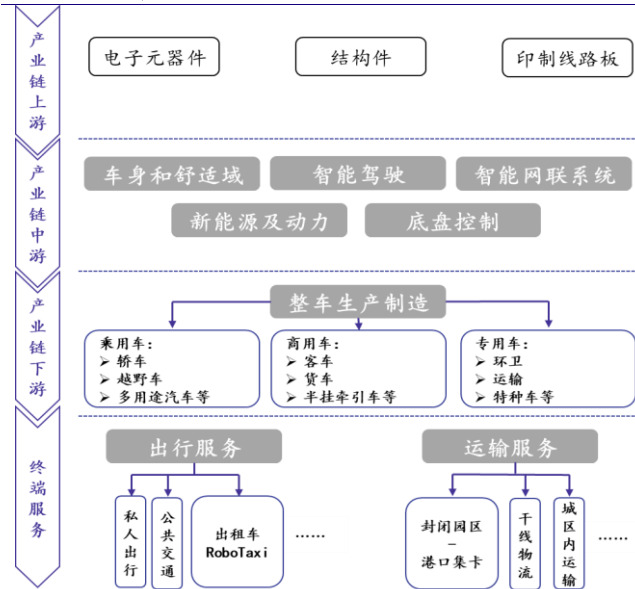 产业链上游
电子元器件
结构件
印制线路板
产业链中游
车身和舒适域
智能驾驶
智能网联系统
新能源及动力
底盘控制
产业链下游
整车生产制造
乘用车:
➢ 轿车
➢ 越野车
➢ 多用途汽车等
商用车:
➢ 客车
➢ 货车
➢ 半挂牵引车等
专用车:
➢ 环卫
➢ 运输
➢ 特种车等
终端服务
出行服务
私人出行
公共交通
出租车
RoboTaxi
……
运输服务
封闭园区
–
港口集卡
干线物流
城区内运输
……